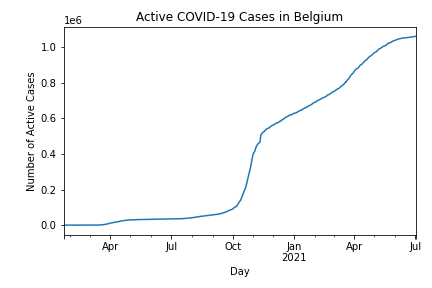 Active COVID-19 Cases in Belgium
1e6
Number of Active Cases
1.0
0.8
0.6
0.4
0.2
0.0
Apr Jul Oct Jan Apr Jul
2021
Day